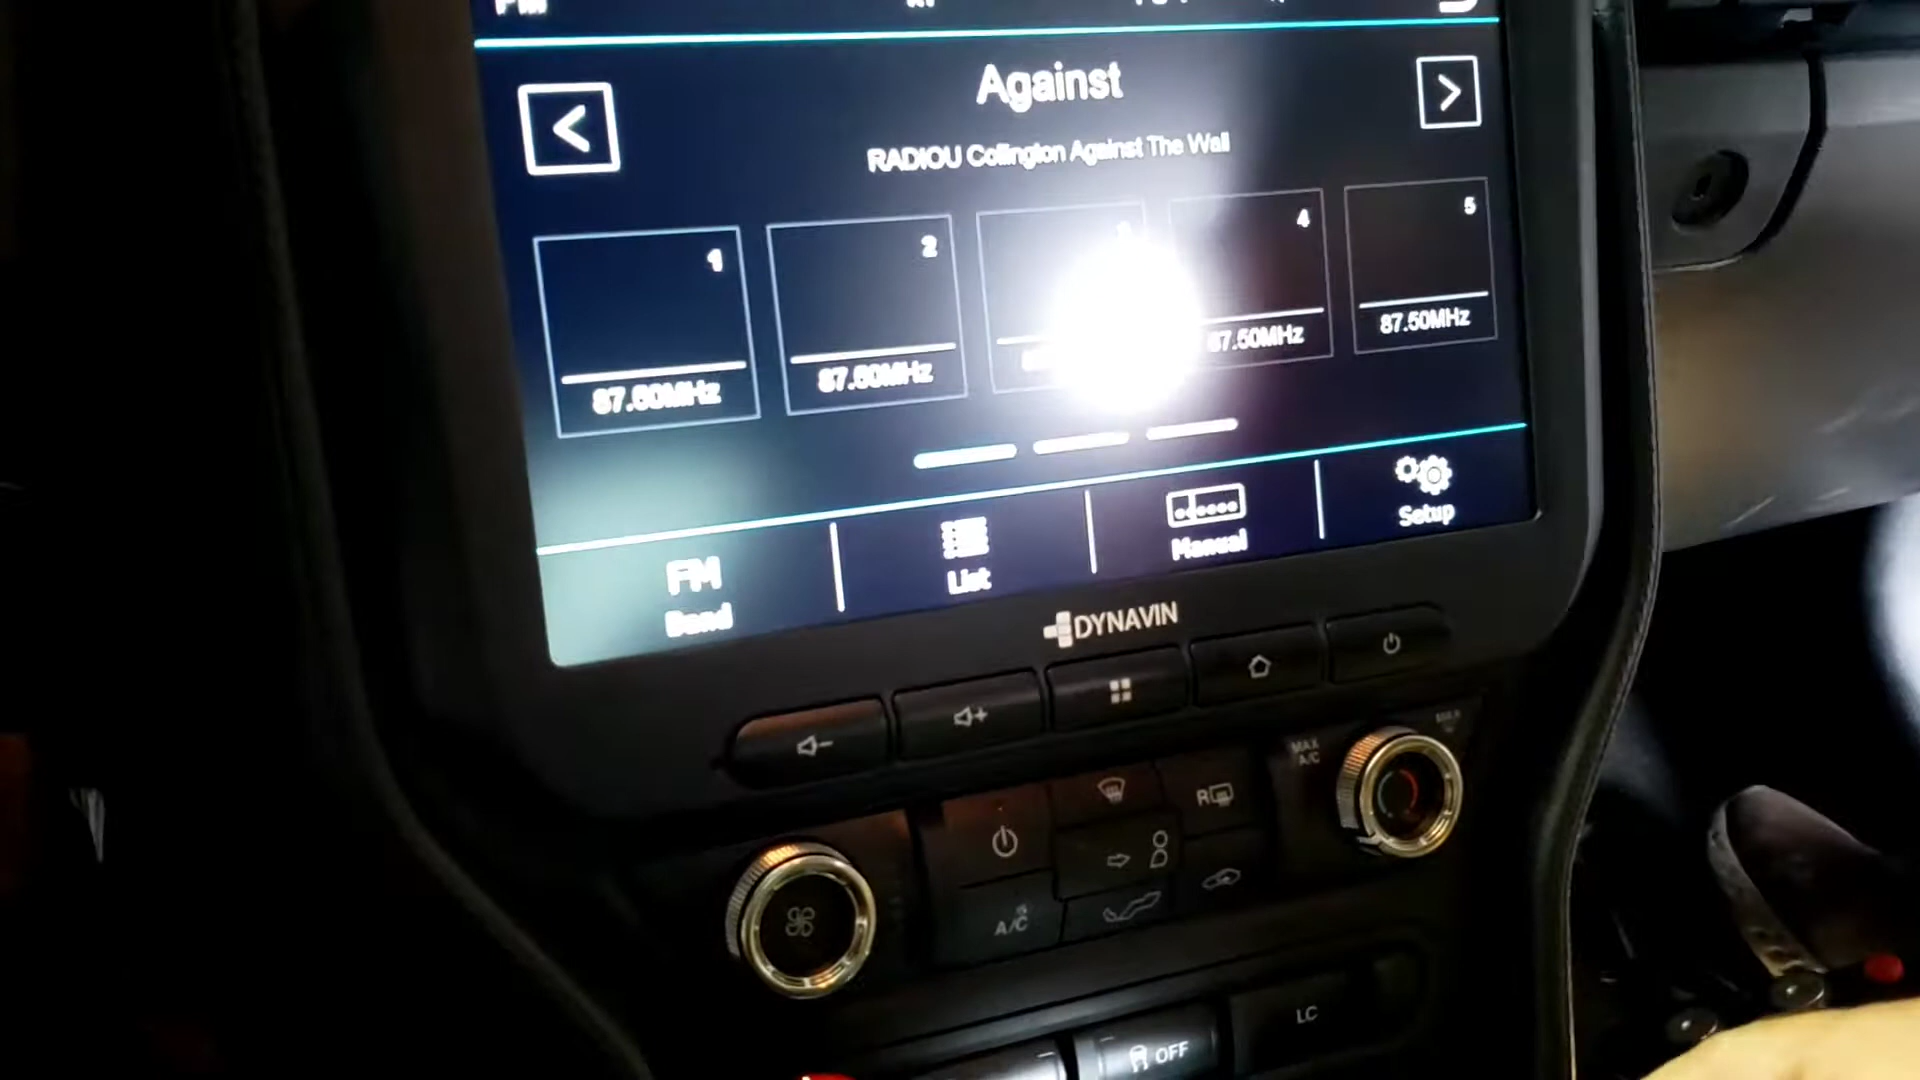 FM
Against
RADIOU Collington Against The Wall
1
2
4
5
87.50MHz
87.50MHz
87.50MHz
87.50MHz
FM
Band
List
Manual
Setup
DYNAVIN
MAX
A/C
MAX
R
A/C
OFF
LC